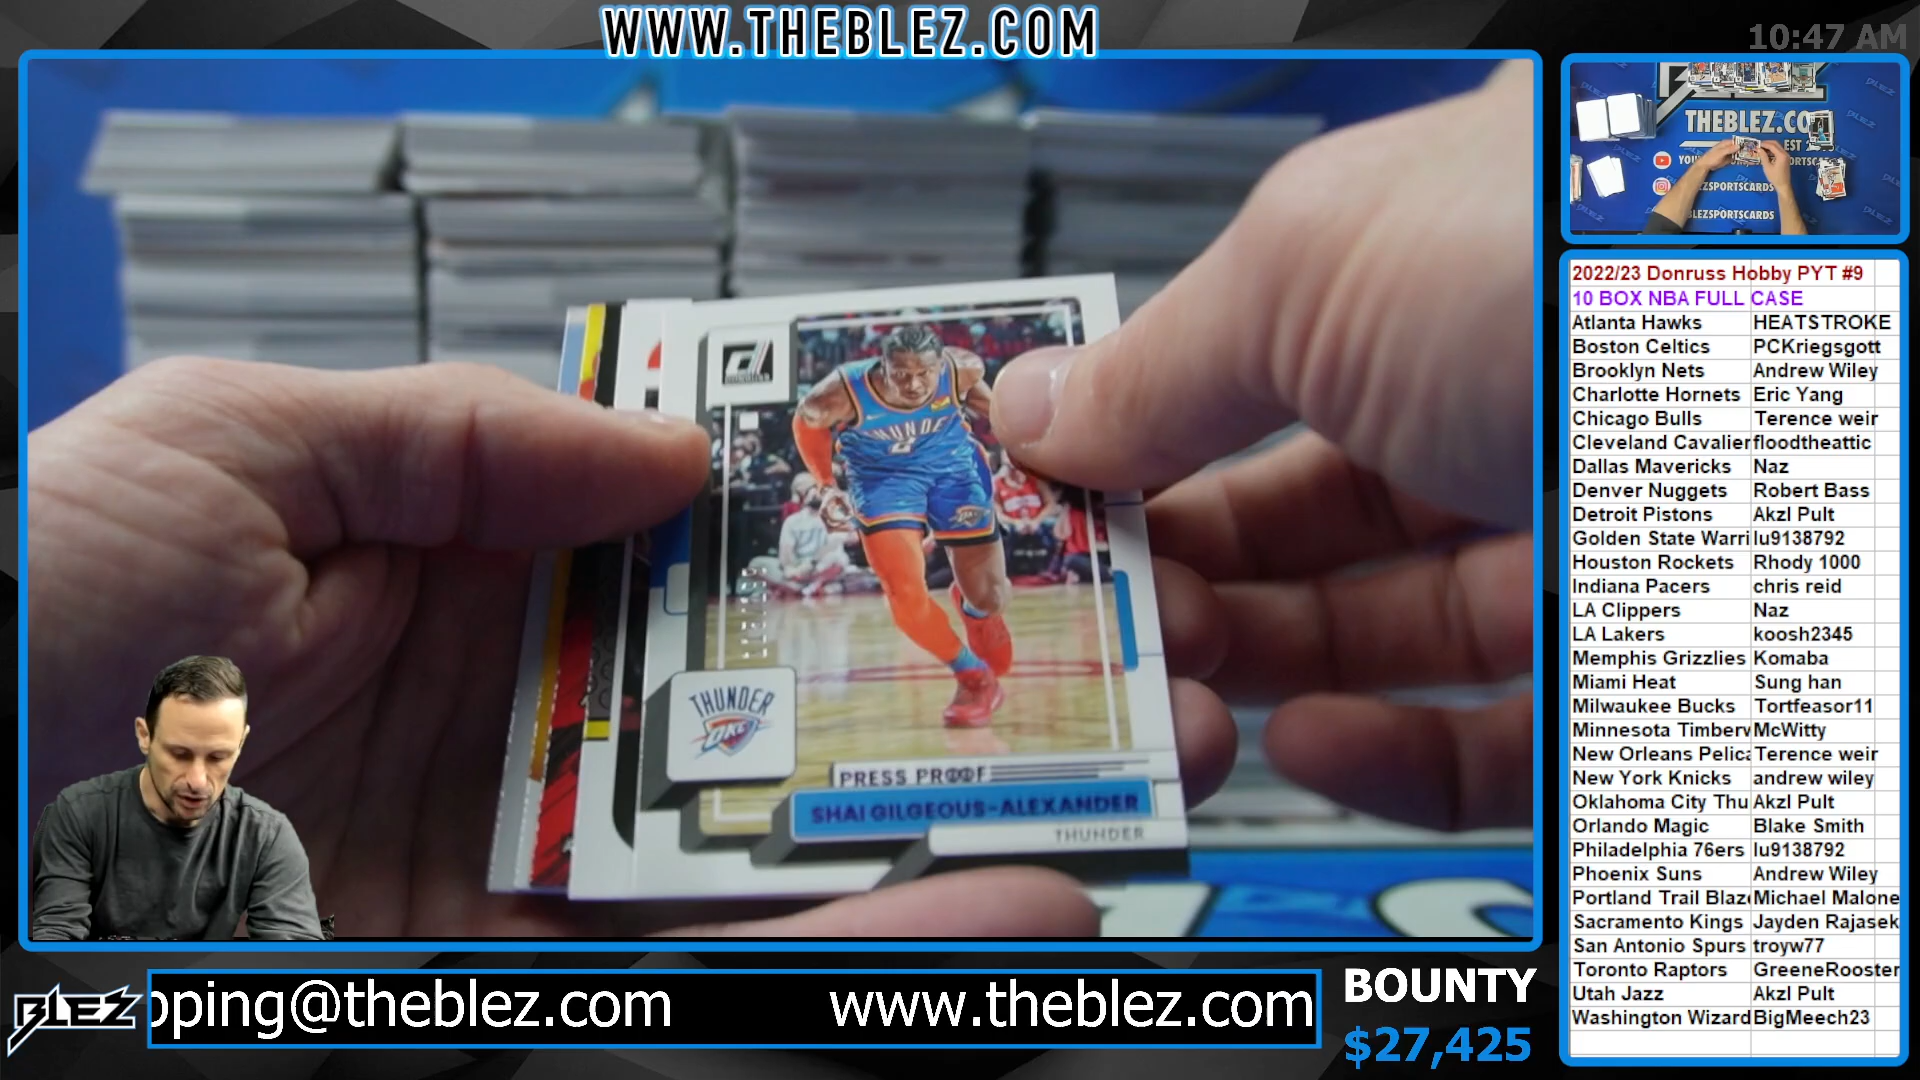 WWW.THEBLEZ.COM
10:47 AM
THEBLEZ.CO
EST
BLEZSPORTSCARDS
THUNDER
OKC
PRESS PROOF
SHAI GILGEOUS-ALEXANDER
THUNDER
2022/23 Donruss Hobby PYT #9
10 BOX NBA FULL CASE
Atlanta Hawks HEATSTROKE
Boston Celtics PCKriegsgott
Brooklyn Nets Andrew Wiley
Charlotte Hornets Eric Yang
Chicago Bulls Terence weir
Cleveland Cavalier floodtheattic
Dallas Mavericks Naz
Denver Nuggets Robert Bass
Detroit Pistons Akzl Pult
Golden State Warri lu9138792
Houston Rockets Rhody 1000
Indiana Pacers chris reid
LA Clippers Naz
LA Lakers koosh2345
Memphis Grizzlies Komaba
Miami Heat Sung han
Milwaukee Bucks Tortfeasor11
Minnesota Timberv McWitty
New Orleans Pelica Terence weir
New York Knicks andrew wiley
Oklahoma City Thu Akzl Pult
Orlando Magic Blake Smith
Philadelphia 76ers lu9138792
Phoenix Suns Andrew Wiley
Portland Trail Blaze Michael Malone
Sacramento Kings Jayden Rajasek
San Antonio Spurs troyw77
Toronto Raptors GreeneRooster
Utah Jazz Akzl Pult
Washington Wizard BigMeech23
BLEZ
pping@theblez.com www.theblez.com
BOUNTY
$27,425